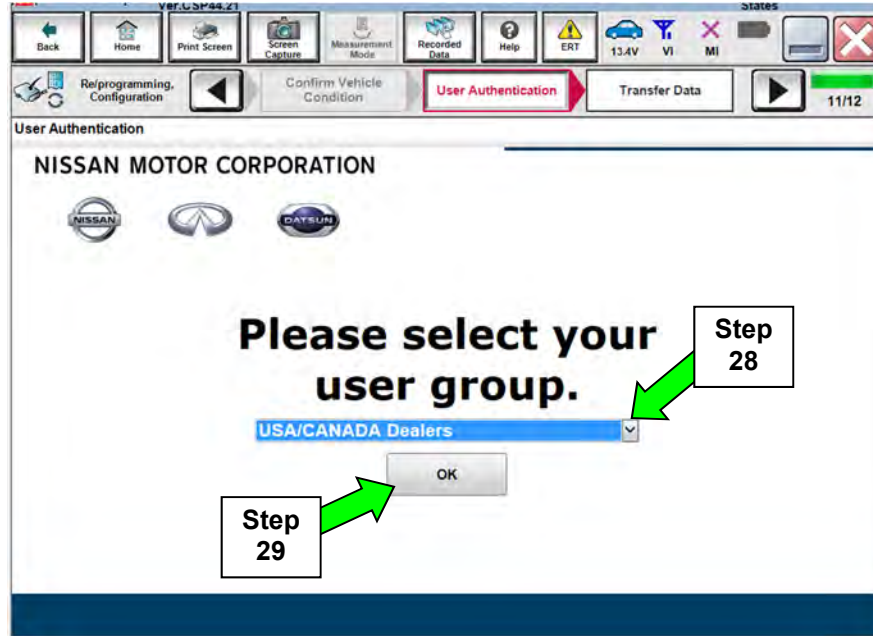 Ver.CSP44.21
States
Back
Home
Print Screen
Screen
Capture
Measurement
Mode
Recorded
Data
Help
ERT
13.4V
VI
MI
Re/programming,
Configuration
Confirm Vehicle
Condition
User Authentication
Transfer Data
11/12
User Authentication
NISSAN MOTOR CORPORATION
NISSAN
DATSUN
Please select your
user group.
Step
28
USA/CANADA Dealers
OK
Step
29